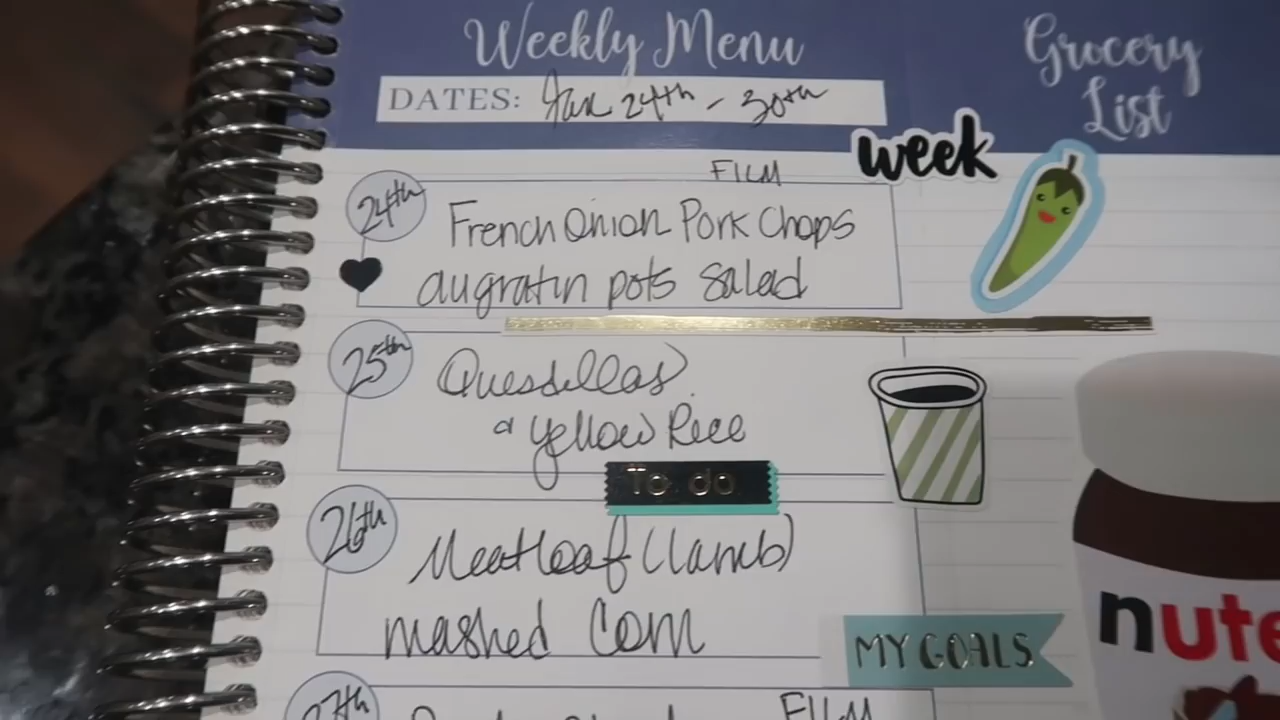 Weekly Menu
Grocery
List
DATES: Jan 24th - 30th
week
FILM
24th
French Onion Pork Chops
augratin pots salad
25th
Quesdillas
& Yellow Rice
To do
26th
Meatloaf (lamb)
mashed Corn
MY GOALS
nute
27th
FILM